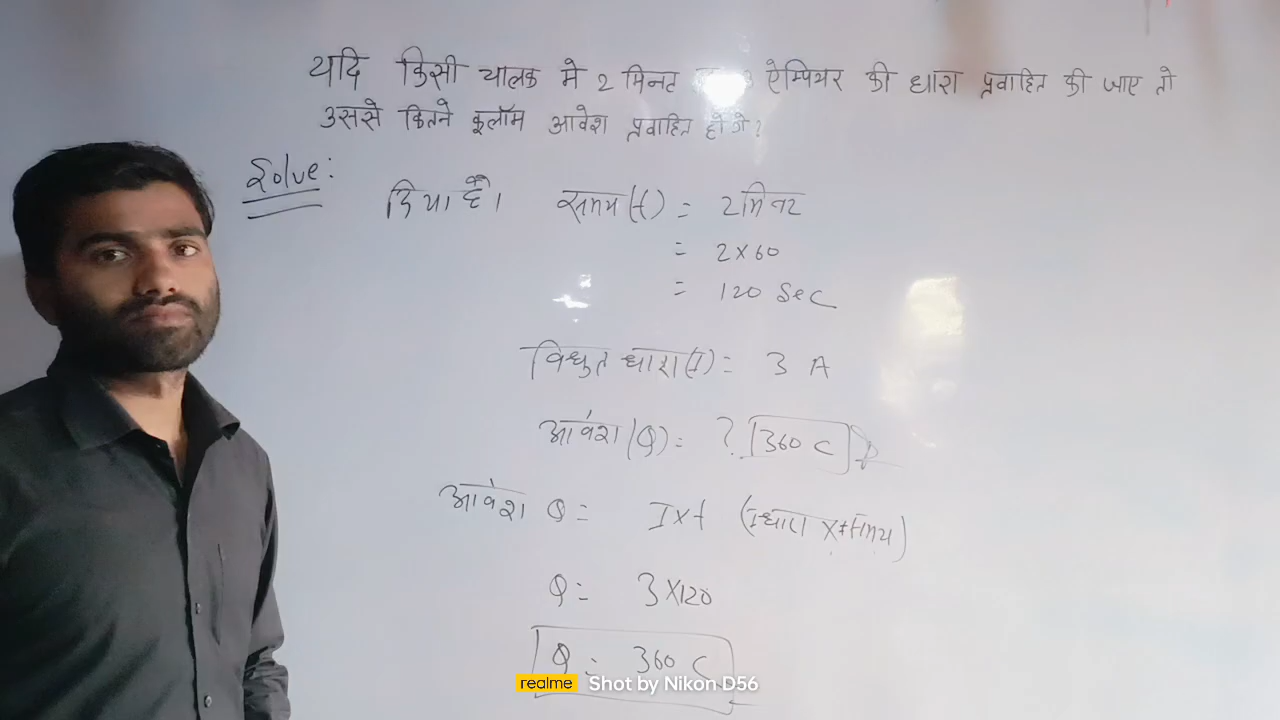 यदि किसी चालक मे 2 मिनट 3 ऐम्पियर की धारा प्रवाहित की जाए तो
उससे कितने कूलॉम आवेश प्रवाहित होगे?
Solve:
दिया है। समय (t) = 2 मिनट
= 2×60
= 120 Sec
विधुत धारा (I) = 3 A
आवेश (Q) = ? 360 C
आवेश Q = I×t (धारा × समय)
Q = 3×120
Q = 360 C
realme Shot by Nikon D56